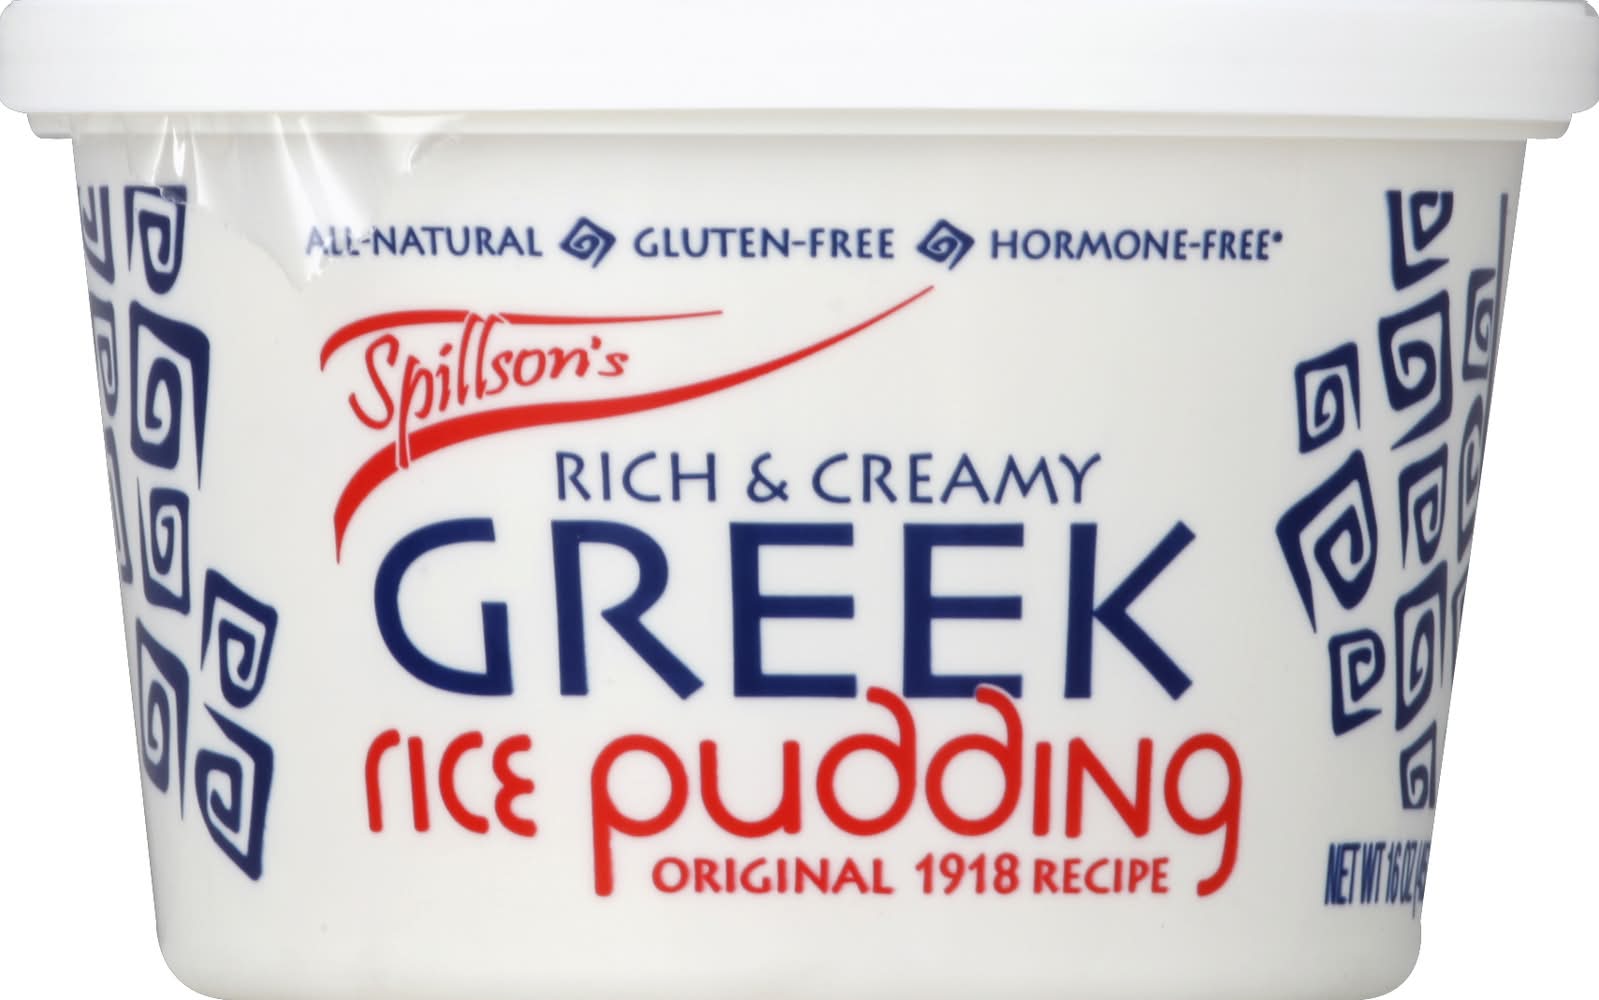 ALL-NATURAL GLUTEN-FREE HORMONE-FREE*
Spillson's
RICH & CREAMY
GREEK
rice pudding
ORIGINAL 1918 RECIPE
NET WT 16 OZ